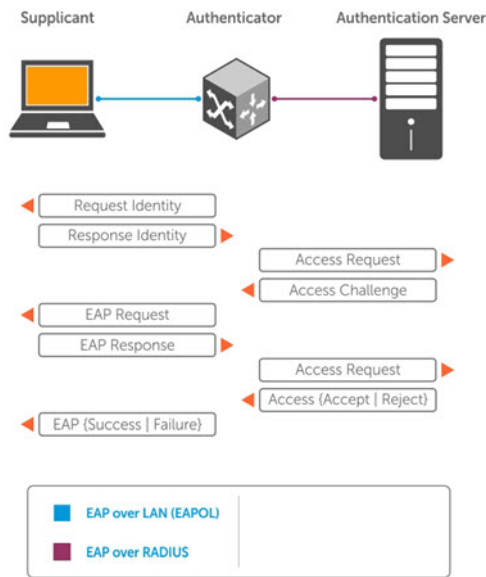 Supplicant
Authenticator
Authentication Server
Request Identity
Response Identity
Access Request
Access Challenge
EAP Request
EAP Response
Access Request
Access {Accept | Reject}
EAP {Success | Failure}
EAP over LAN (EAPOL)
EAP over RADIUS